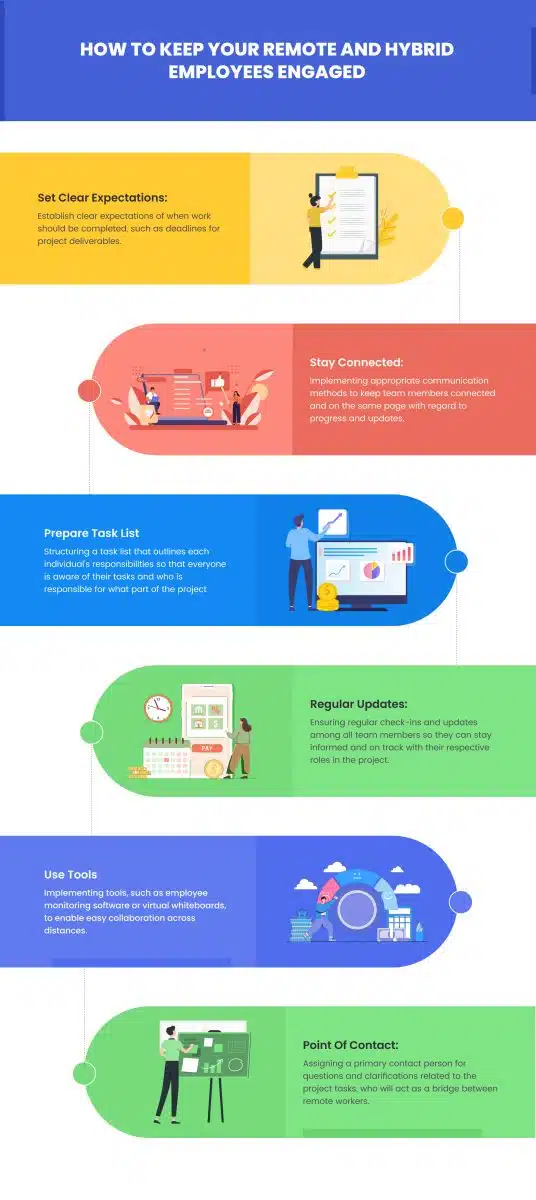 HOW TO KEEP YOUR REMOTE AND HYBRID
EMPLOYEES ENGAGED
Set Clear Expectations:
Establish clear expectations of when work
should be completed, such as deadlines for
project deliverables.
Stay Connected:
Implementing appropriate communication
methods to keep team members connected
and on the same page with regard to
progress and updates.
Prepare Task List
Structuring a task list that outlines each
individual's responsibilities so that everyone
is aware of their tasks and who is
responsible for what part of the project
Regular Updates:
Ensuring regular check-ins and updates
among all team members so they can stay
informed and on track with their respective
roles in the project.
PAY
Use Tools
Implementing tools, such as employee
monitoring software or virtual whiteboards,
to enable easy collaboration across
distances.
Point Of Contact:
Assigning a primary contact person for
questions and clarifications related to the
project tasks, who will act as a bridge between
remote workers.